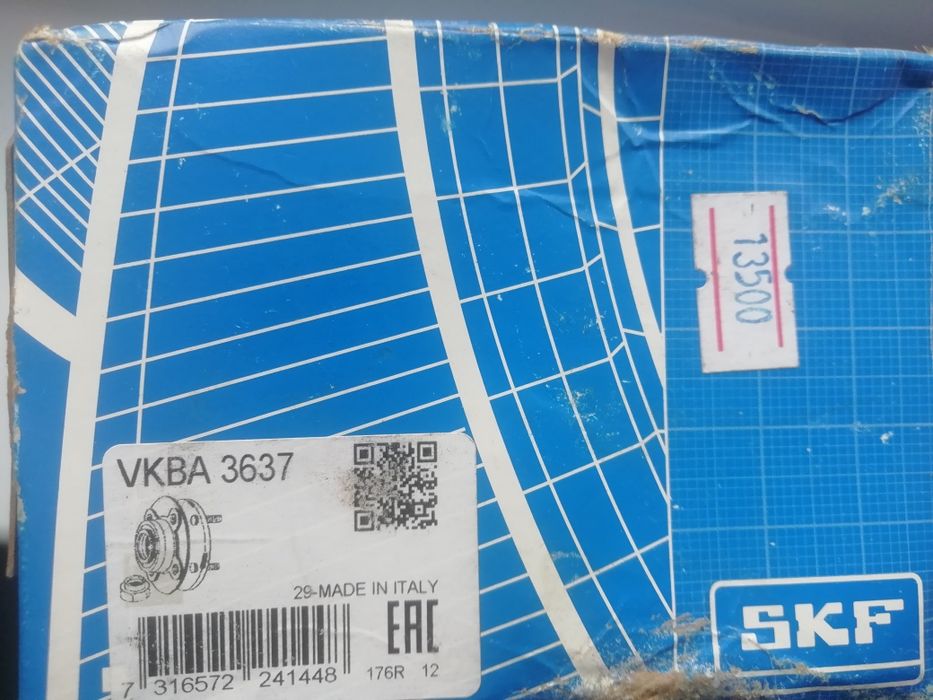 13500
VKBA 3637
29-MADE IN ITALY
EAC
7 316572 241448
176R 12
SKF